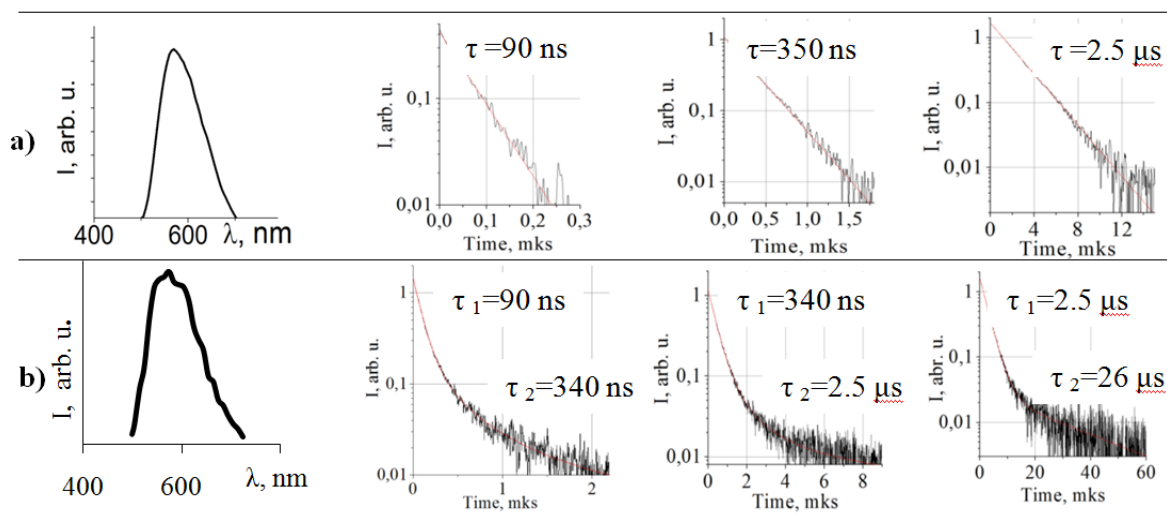 a)
I, arb. u.
400
600
λ, nm
I, arb. u.
0,1
0,01
τ =90 ns
0,0
0,1
0,2
0,3
Time, mks
I, arb. u.
1
0,1
0,01
τ=350 ns
0,0
0,5
1,0
1,5
Time, mks
I, arb. u.
1
0,1
0,01
τ =2.5 μs
0
4
8
12
Time, mks
b)
I, arb. u.
400
600
λ, nm
I, arb. u.
1
0,1
0,01
τ 1=90 ns
τ 2=340 ns
0
1
2
Time, mks
I, arb. u.
1
0,1
0,01
τ 1=340 ns
τ 2=2.5 μs
0
2
4
6
8
Time, mks
I, abr. u.
1
0,1
0,01
τ 1=2.5 μs
τ 2=26 μs
0
20
40
60
Time, mks